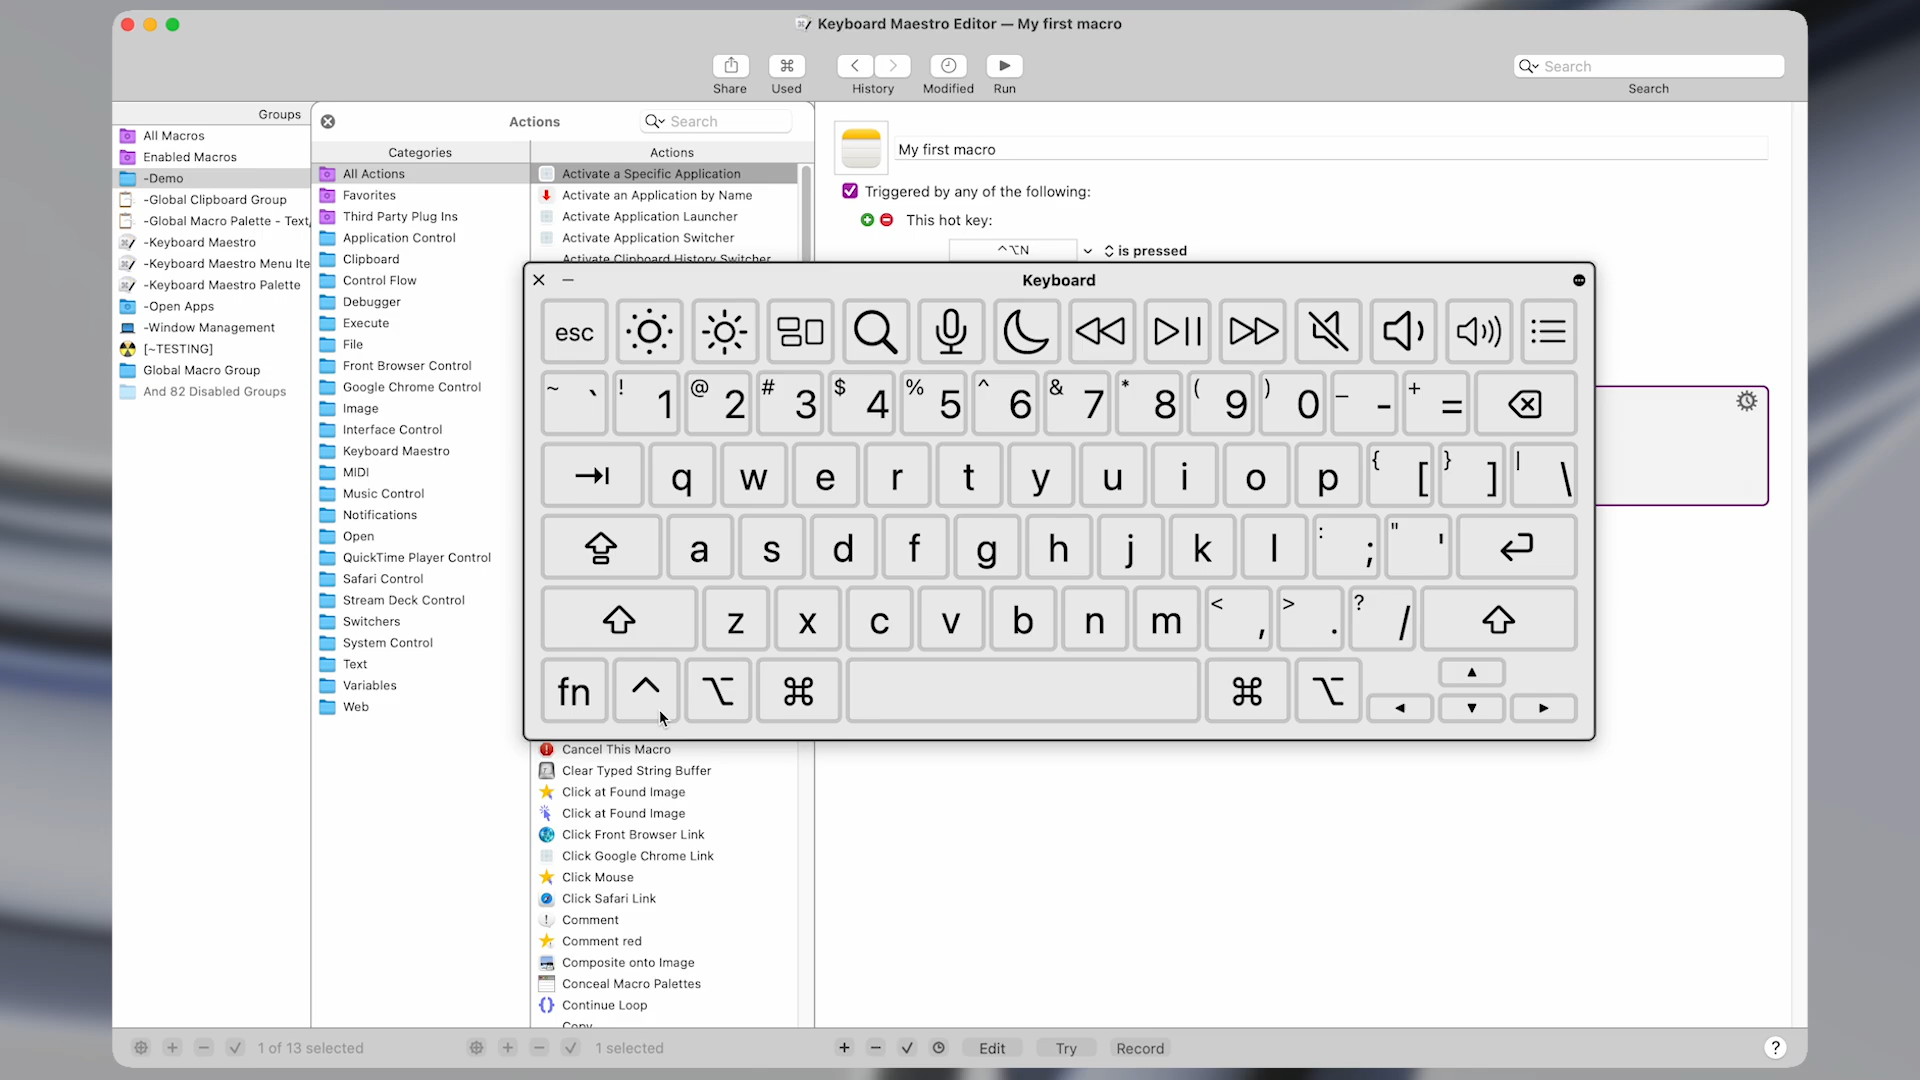 Keyboard Maestro Editor — My first macro
Share
Used
History
Modified
Run
Search
Search
Groups
All Macros
Enabled Macros
-Demo
-Global Clipboard Group
-Global Macro Palette - Text,
-Keyboard Maestro
-Keyboard Maestro Menu Ite
-Keyboard Maestro Palette
-Open Apps
-Window Management
[~TESTING]
Global Macro Group
And 82 Disabled Groups
Actions
Search
Categories
All Actions
Favorites
Third Party Plug Ins
Application Control
Clipboard
Control Flow
Debugger
Execute
File
Front Browser Control
Google Chrome Control
Image
Interface Control
Keyboard Maestro
MIDI
Music Control
Notifications
Open
QuickTime Player Control
Safari Control
Stream Deck Control
Switchers
System Control
Text
Variables
Web
Actions
Activate a Specific Application
Activate an Application by Name
Activate Application Launcher
Activate Application Switcher
Activate Clipboard History Switcher
Cancel This Macro
Clear Typed String Buffer
Click at Found Image
Click at Found Image
Click Front Browser Link
Click Google Chrome Link
Click Mouse
Click Safari Link
Comment
Comment red
Composite onto Image
Conceal Macro Palettes
Continue Loop
Copy
My first macro
Triggered by any of the following:
This hot key:
^⌥N
is pressed
Keyboard
esc
~ ` ! 1 @ 2 # 3 $ 4 % 5 ^ 6 & 7 * 8 ( 9 ) 0 _ - + =
q w e r t y u i o p { [ } ] | \
a s d f g h j k l : ; " '
z x c v b n m < , > . ? /
fn ^ ⌥ ⌘ ⌘ ⌥
1 of 13 selected
1 selected
Edit
Try
Record
?